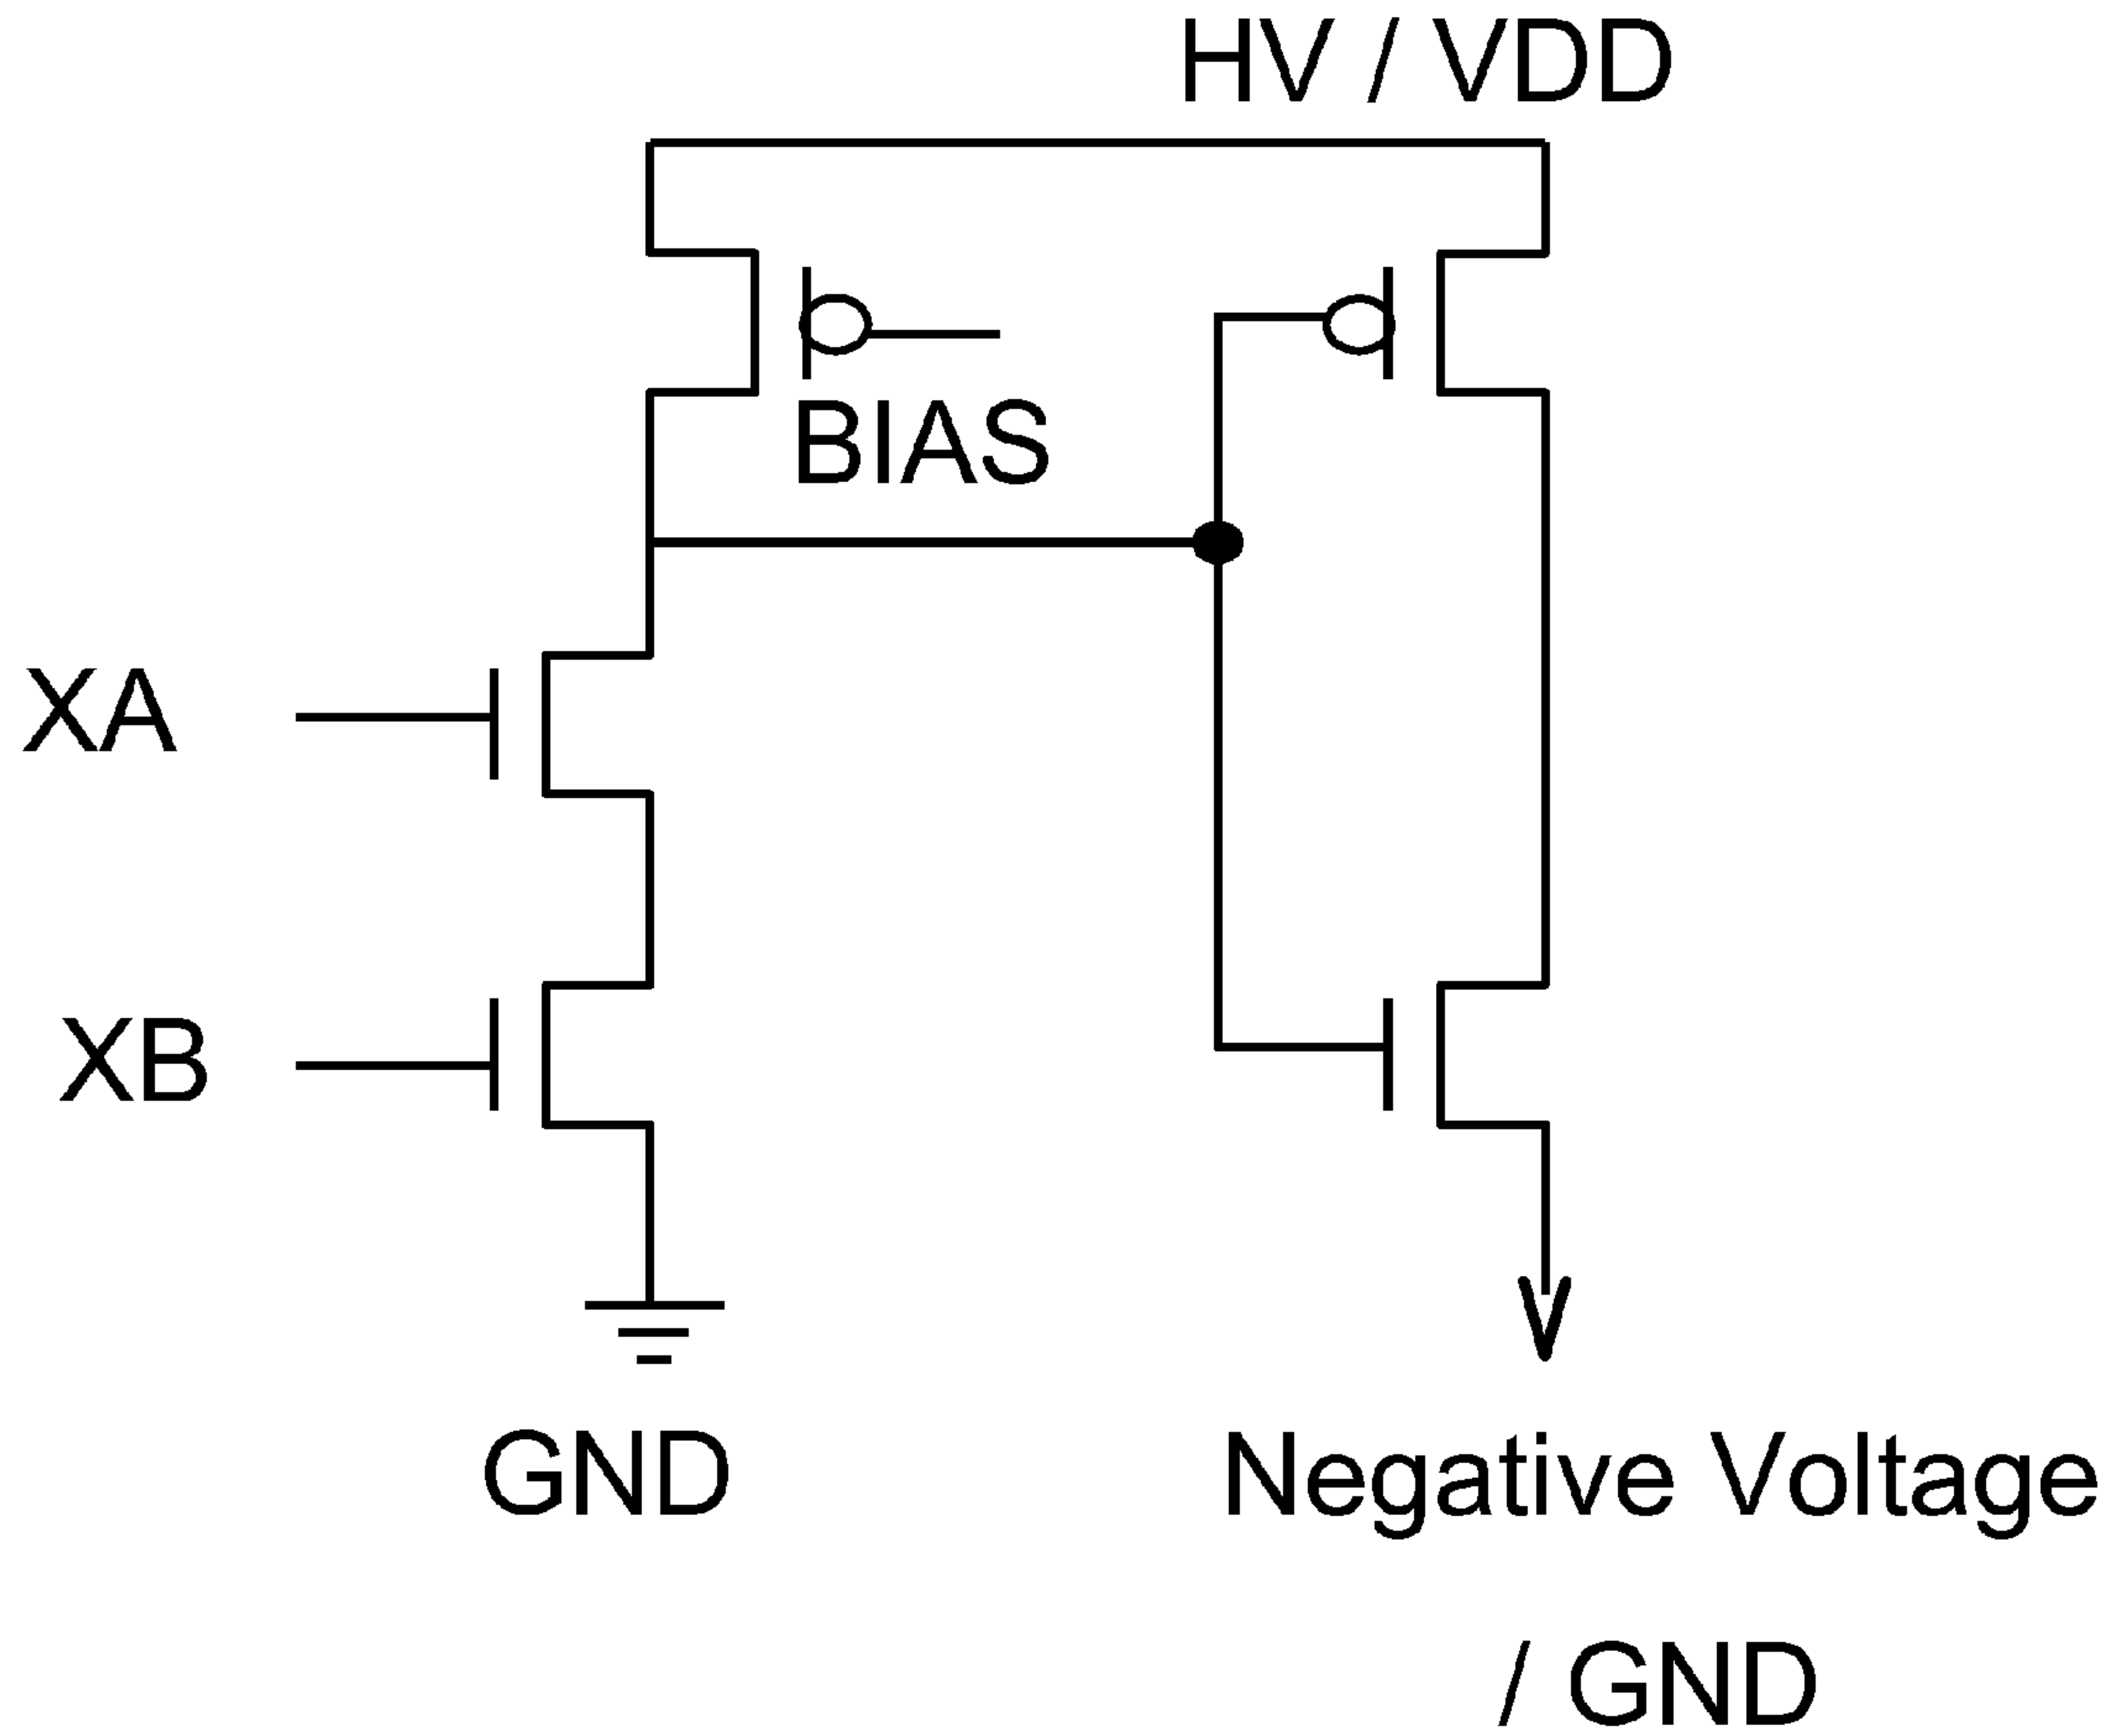 HV / VDD
BIAS
XA
XB
GND
Negative Voltage
/ GND